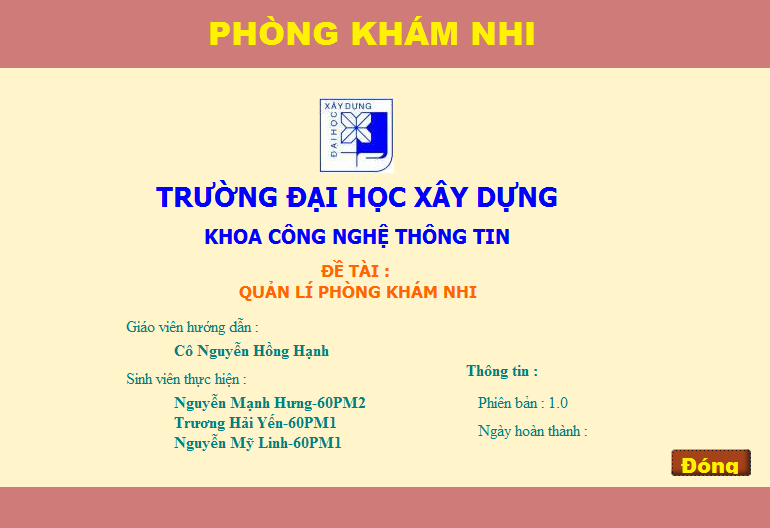 PHÒNG KHÁM NHI
XÂY DỰNG
ĐẠI HỌC
TRƯỜNG ĐẠI HỌC XÂY DỰNG
KHOA CÔNG NGHỆ THÔNG TIN
ĐỀ TÀI :
QUẢN LÍ PHÒNG KHÁM NHI
Giáo viên hướng dẫn :
Cô Nguyễn Hồng Hạnh
Sinh viên thực hiện :
Nguyễn Mạnh Hưng-60PM2
Trương Hải Yến-60PM1
Nguyễn Mỹ Linh-60PM1
Thông tin :
Phiên bản : 1.0
Ngày hoàn thành :
Đóng